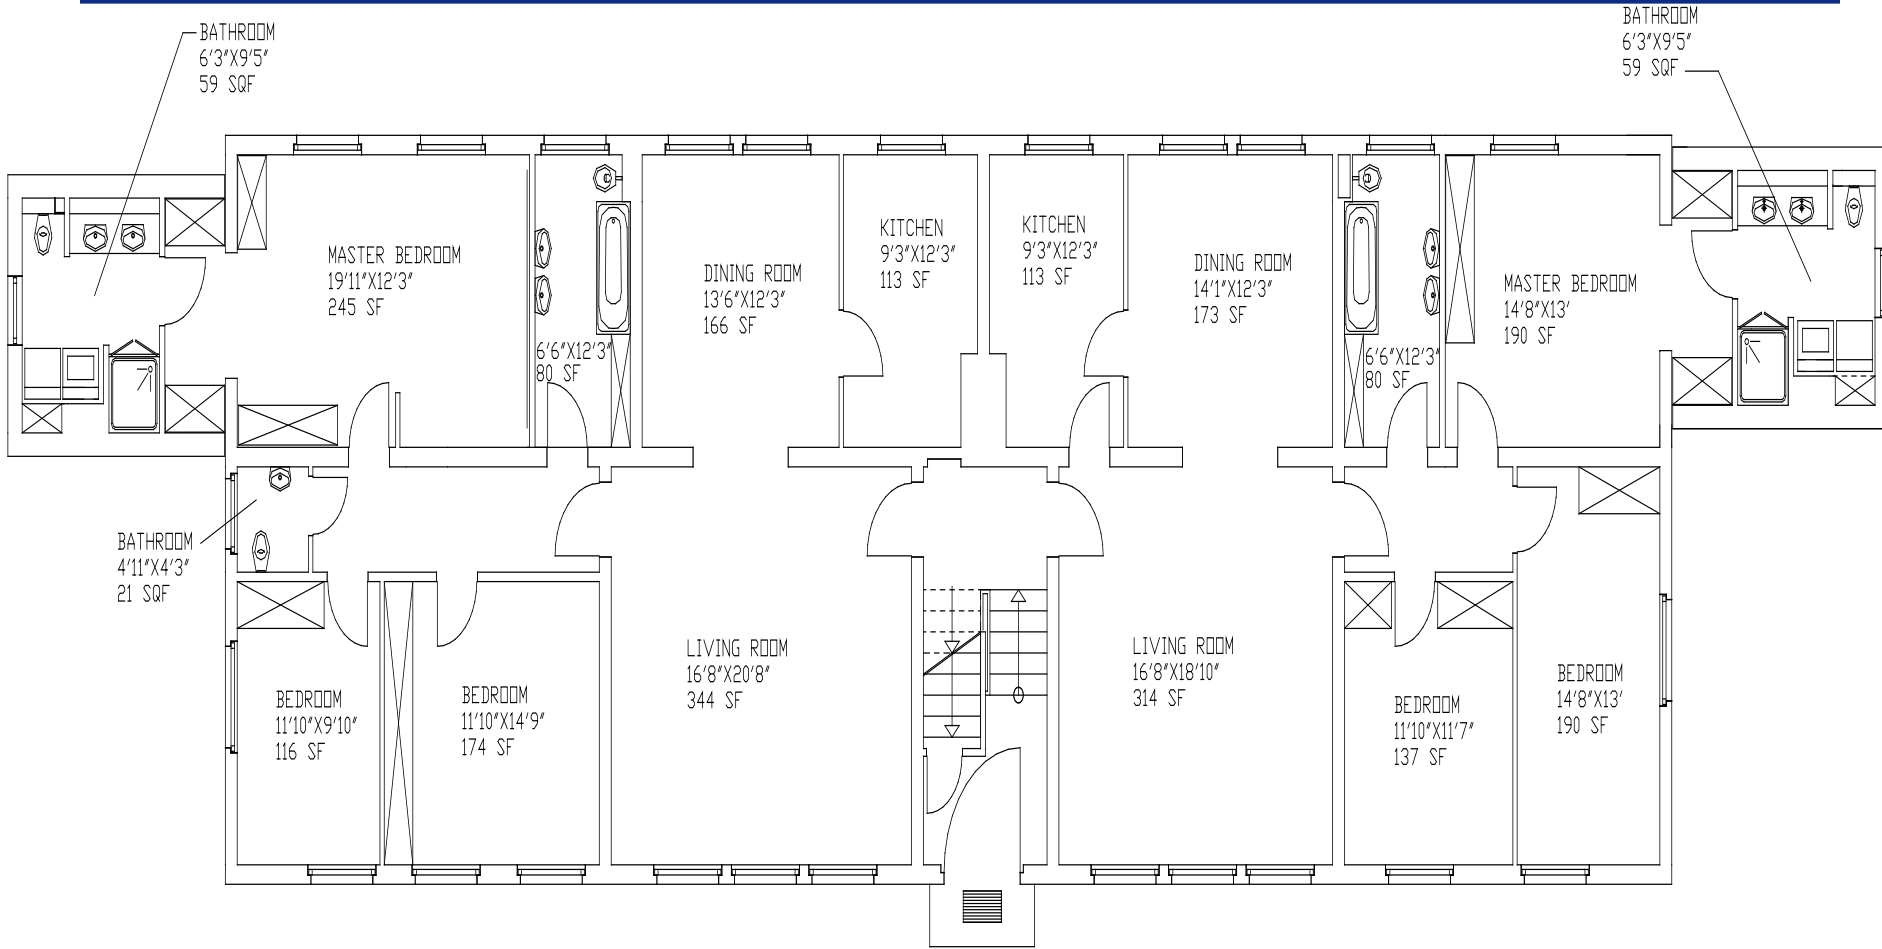 BATHROOM
6'3"X9'5"
59 SQF
BATHROOM
6'3"X9'5"
59 SQF
MASTER BEDROOM
19'11"X12'3"
245 SF
6'6"X12'3"
80 SF
DINING ROOM
13'6"X12'3"
166 SF
KITCHEN
9'3"X12'3"
113 SF
KITCHEN
9'3"X12'3"
113 SF
DINING ROOM
14'1"X12'3"
173 SF
6'6"X12'3"
80 SF
MASTER BEDROOM
14'8"X13'
190 SF
BATHROOM
4'11"X4'3"
21 SQF
BEDROOM
11'10"X9'10"
116 SF
BEDROOM
11'10"X14'9"
174 SF
LIVING ROOM
16'8"X20'8"
344 SF
LIVING ROOM
16'8"X18'10"
314 SF
BEDROOM
11'10"X11'7"
137 SF
BEDROOM
14'8"X13'
190 SF